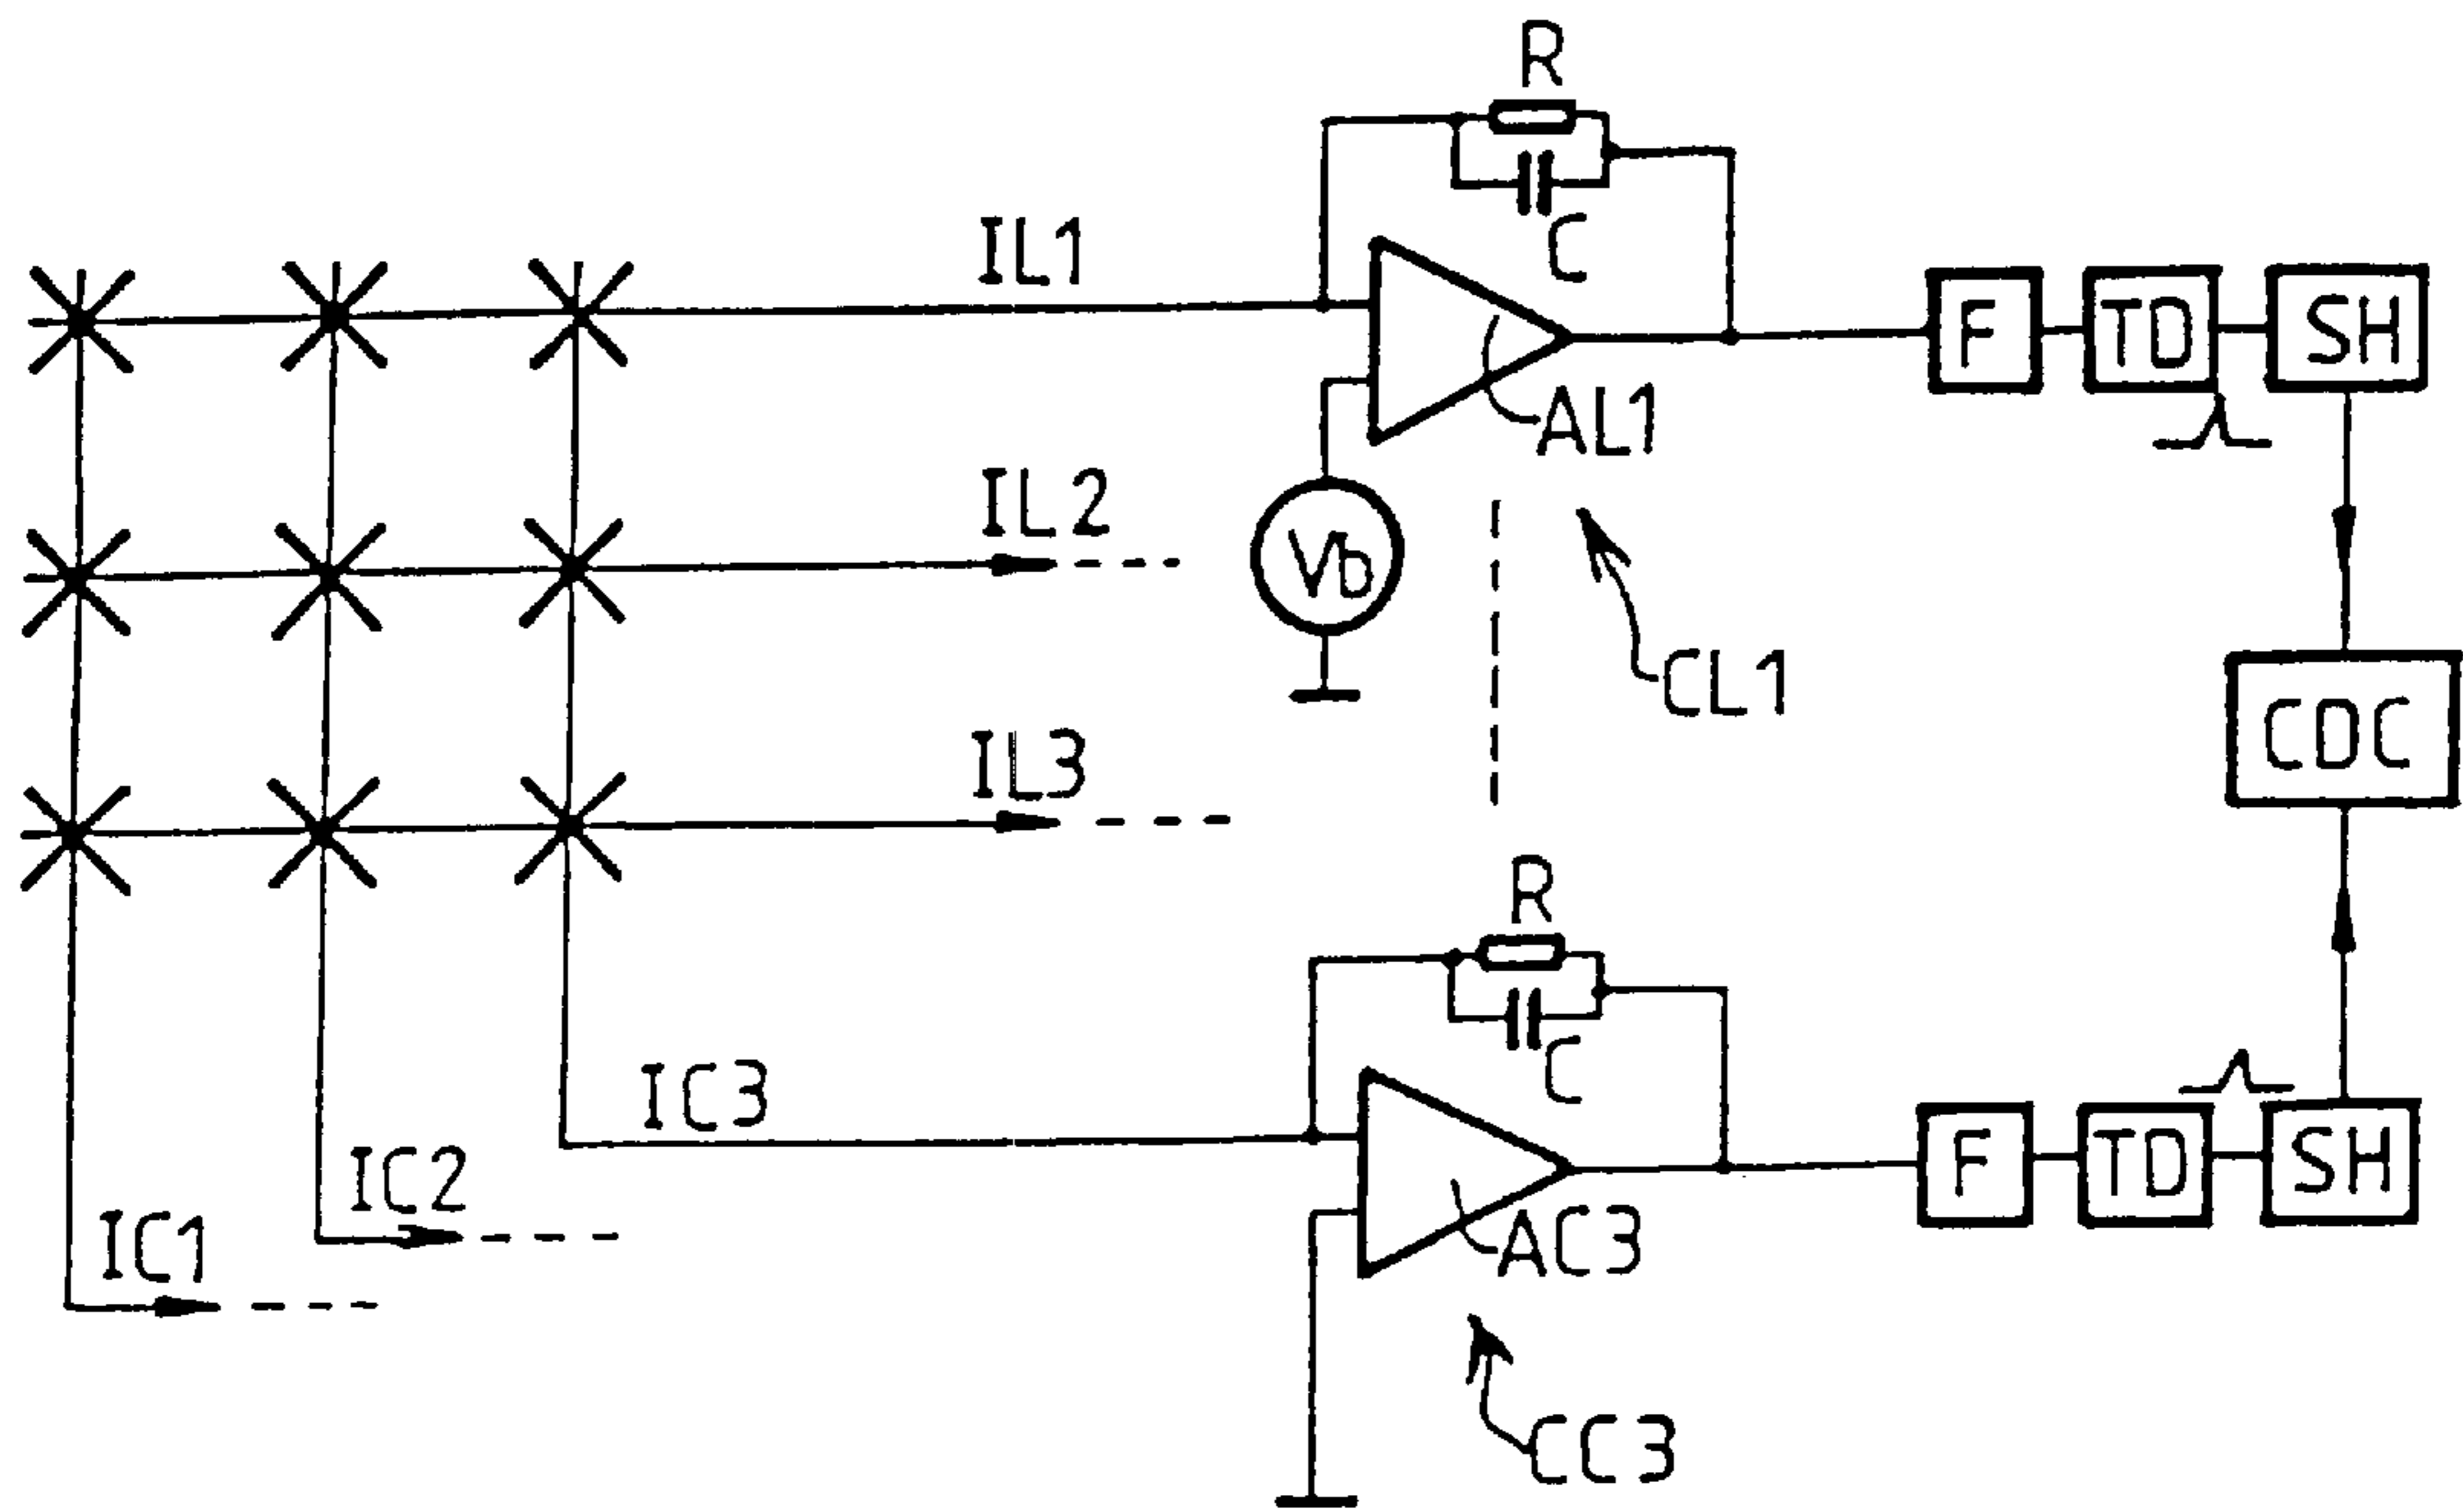 R
C
IL1
F TD SH
AL1
IL2
Vb
CL1
CDC
IL3
R
C
IC3
F TD SH
IC2
AC3
IC1
CC3